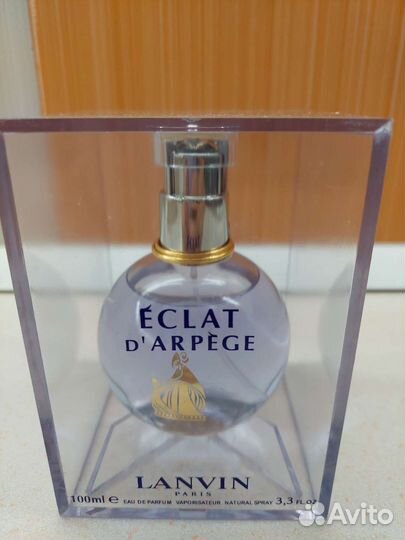 ÉCLAT
D'ARPÈGE
LANVIN
PARIS
100ml e EAU DE PARFUM VAPORISATEUR NATURAL SPRAY 3,3 FL.OZ
Avito